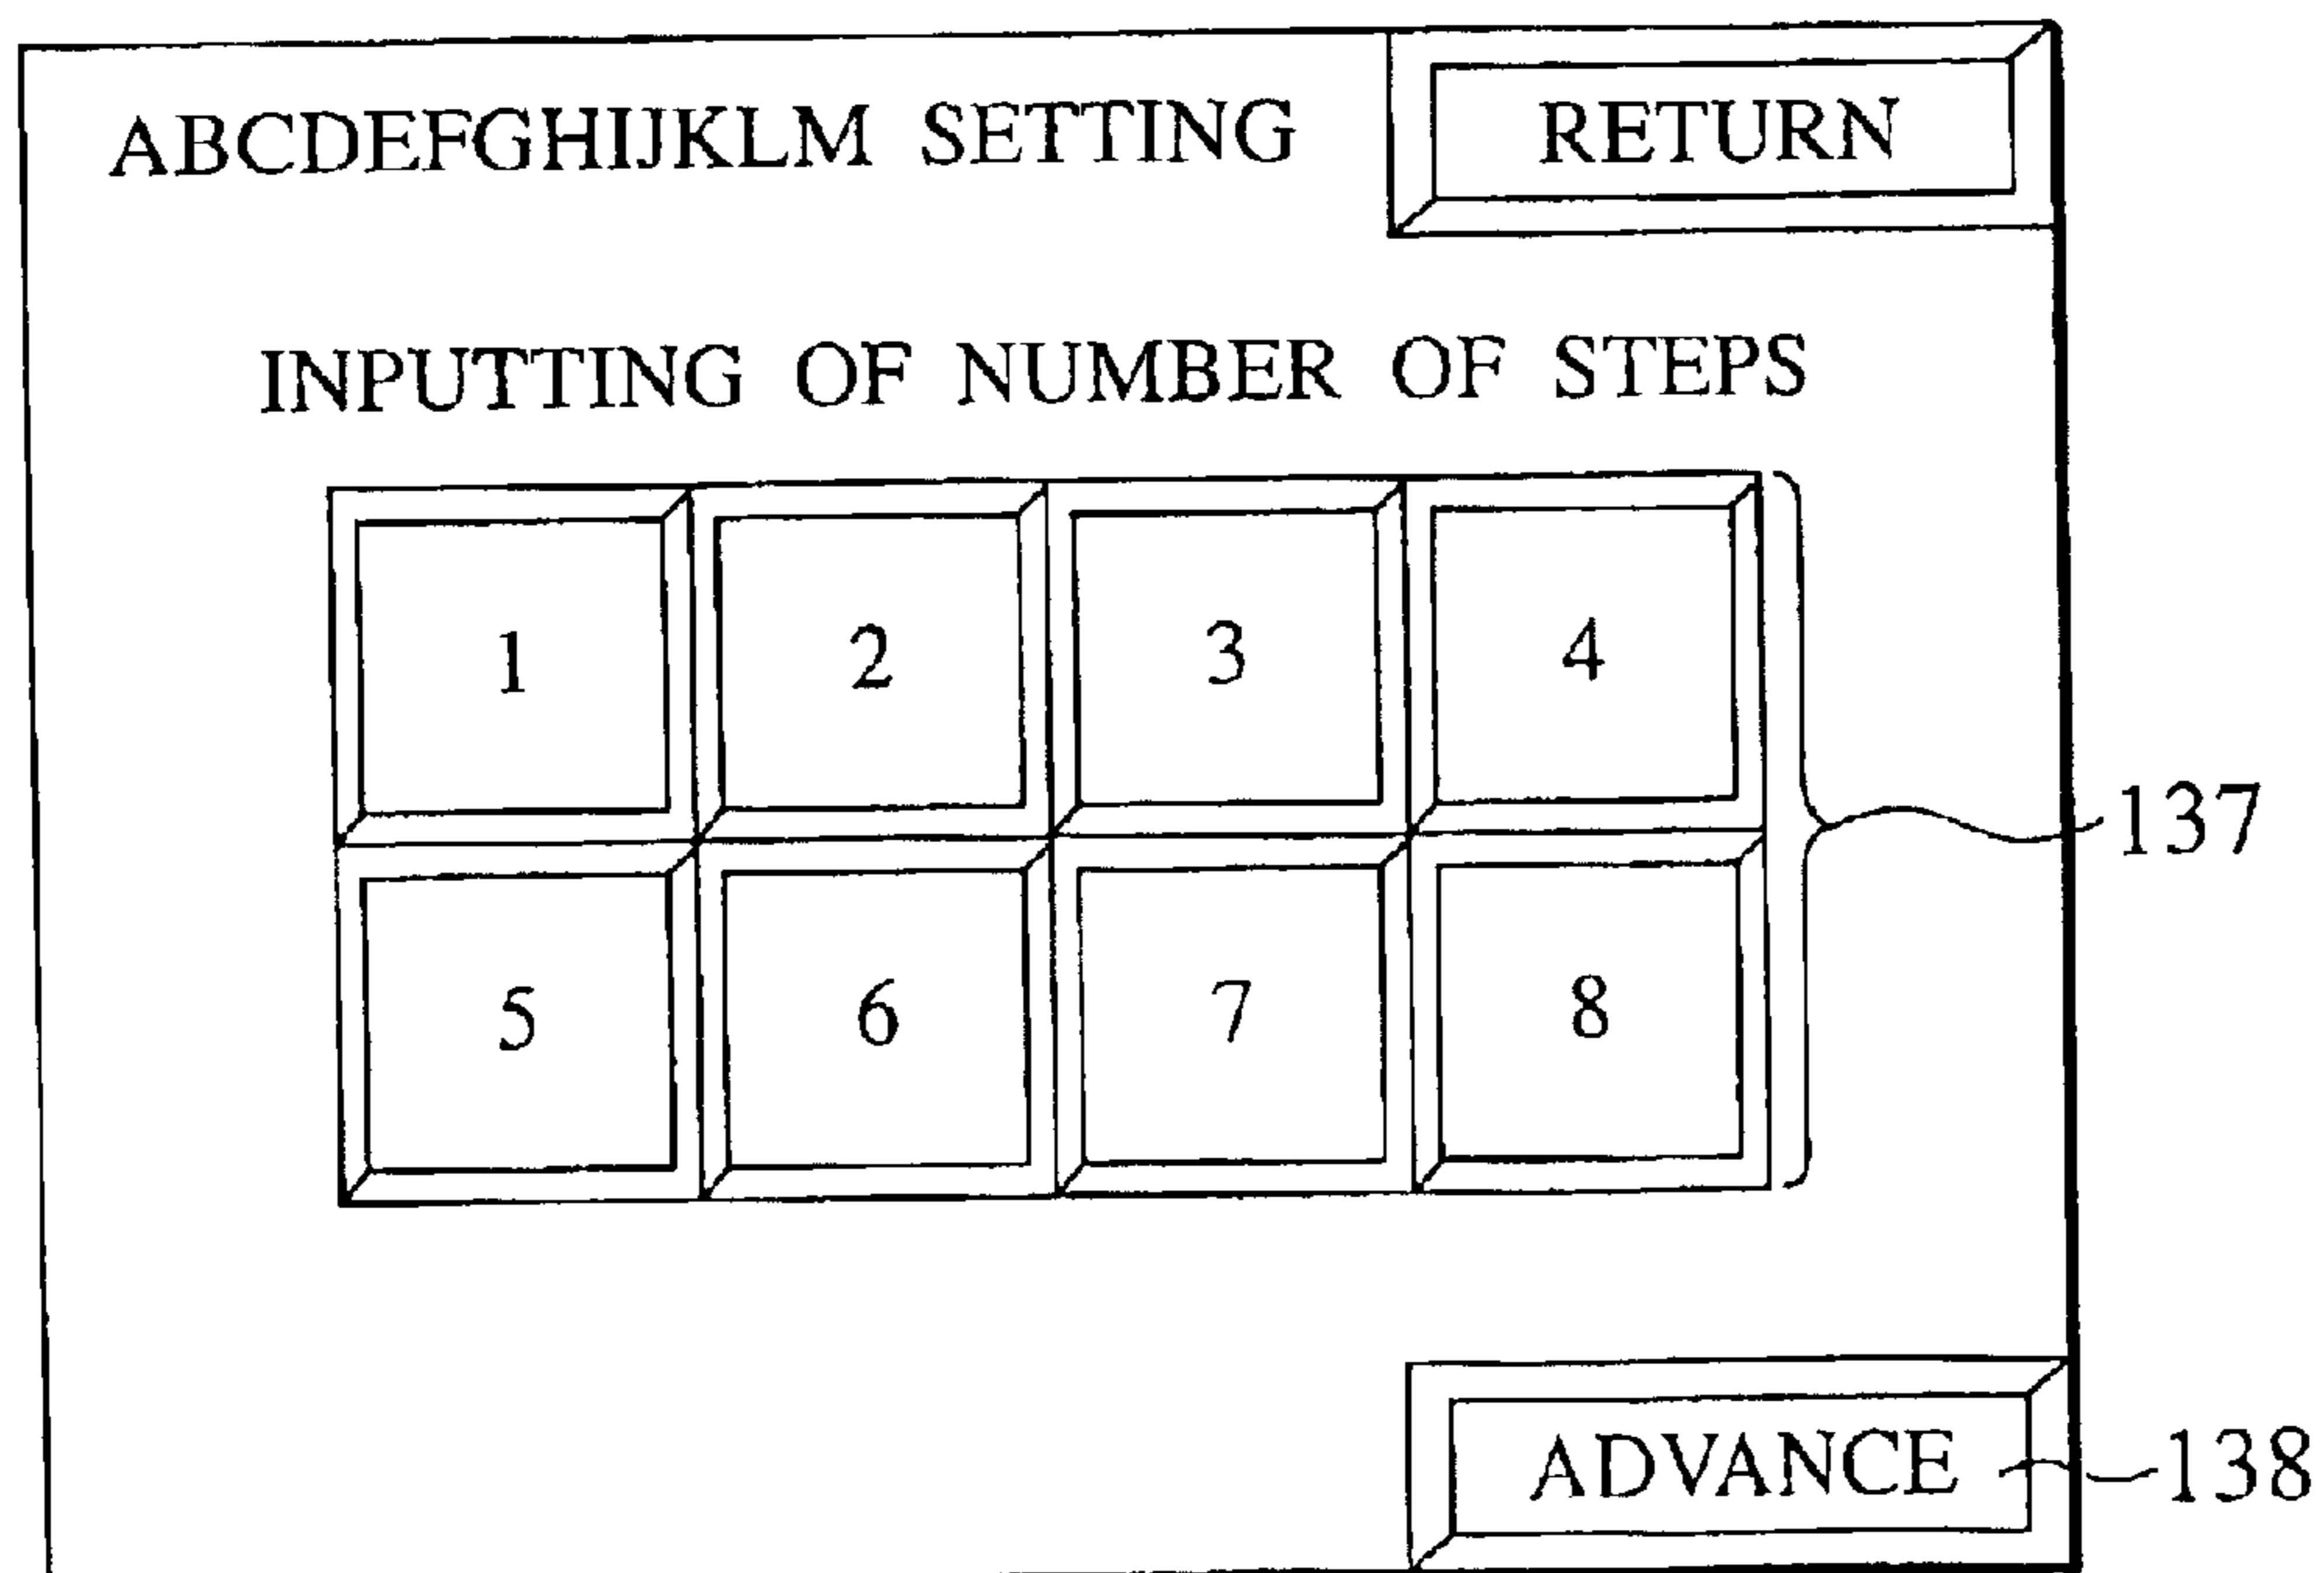 ABCDEFGHIJKLM SETTING RETURN
INPUTTING OF NUMBER OF STEPS
1 2 3 4
137
5 6 7 8
ADVANCE 138